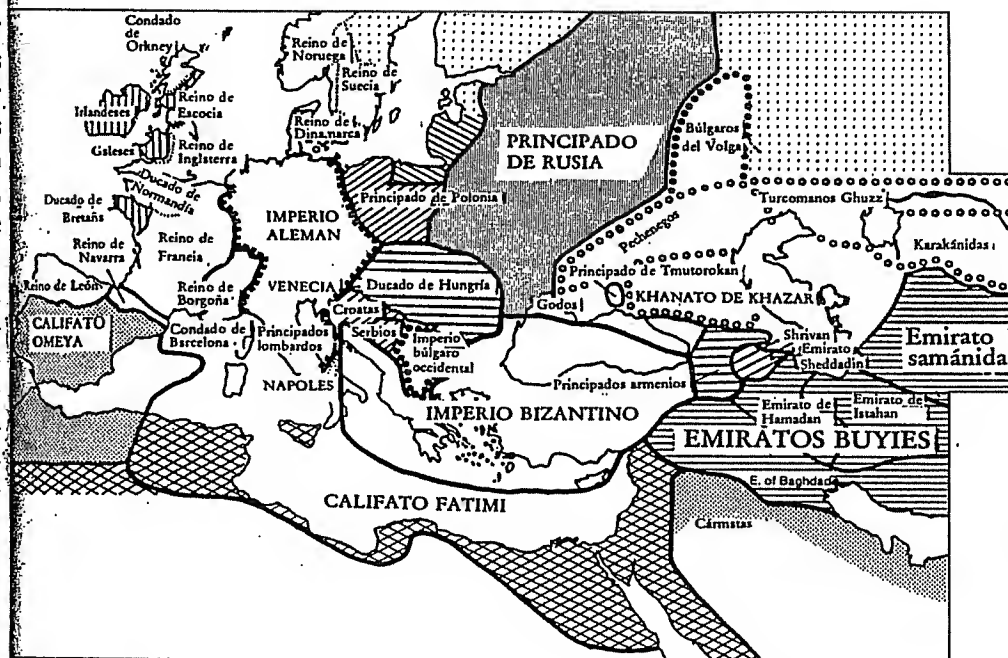 Condado
de
Orkney
Reino de
Noruega
Reino de
Suecia
Irlandeses
Reino de
Escocia
Galeses
Reino de
Inglaterra
Reino de
Dinamarca
PRINCIPADO
DE RUSIA
Búlgaros
del Volga
Ducado de
Normandía
Ducado de
Bretañs
IMPERIO
ALEMAN
Principado de Polonia
Turcomanos Ghuzz
Pechenegos
Karakánidas
Reino de
Navarra
Reino de
Francia
Reino de León
Reino de
Borgoña
VENECIA
Ducado de Hungría
Principado de Tmutorokan
Godos
KHANATO DE KHAZAR
CALIFATO
OMEYA
Condado de
Barcelona
Principados
lombardos
Croatas
Serbios
Imperio
búlgaro
occidental
Shrivan
Emirato
Sheddadin
Emirato
samánida
NAPOLES
Principados armenios
IMPERIO BIZANTINO
Emirato de
Hamadan
Emirato de
Istahan
EMIRATOS BUYIES
CALIFATO FATIMI
E. of Baghdad
Cármstas